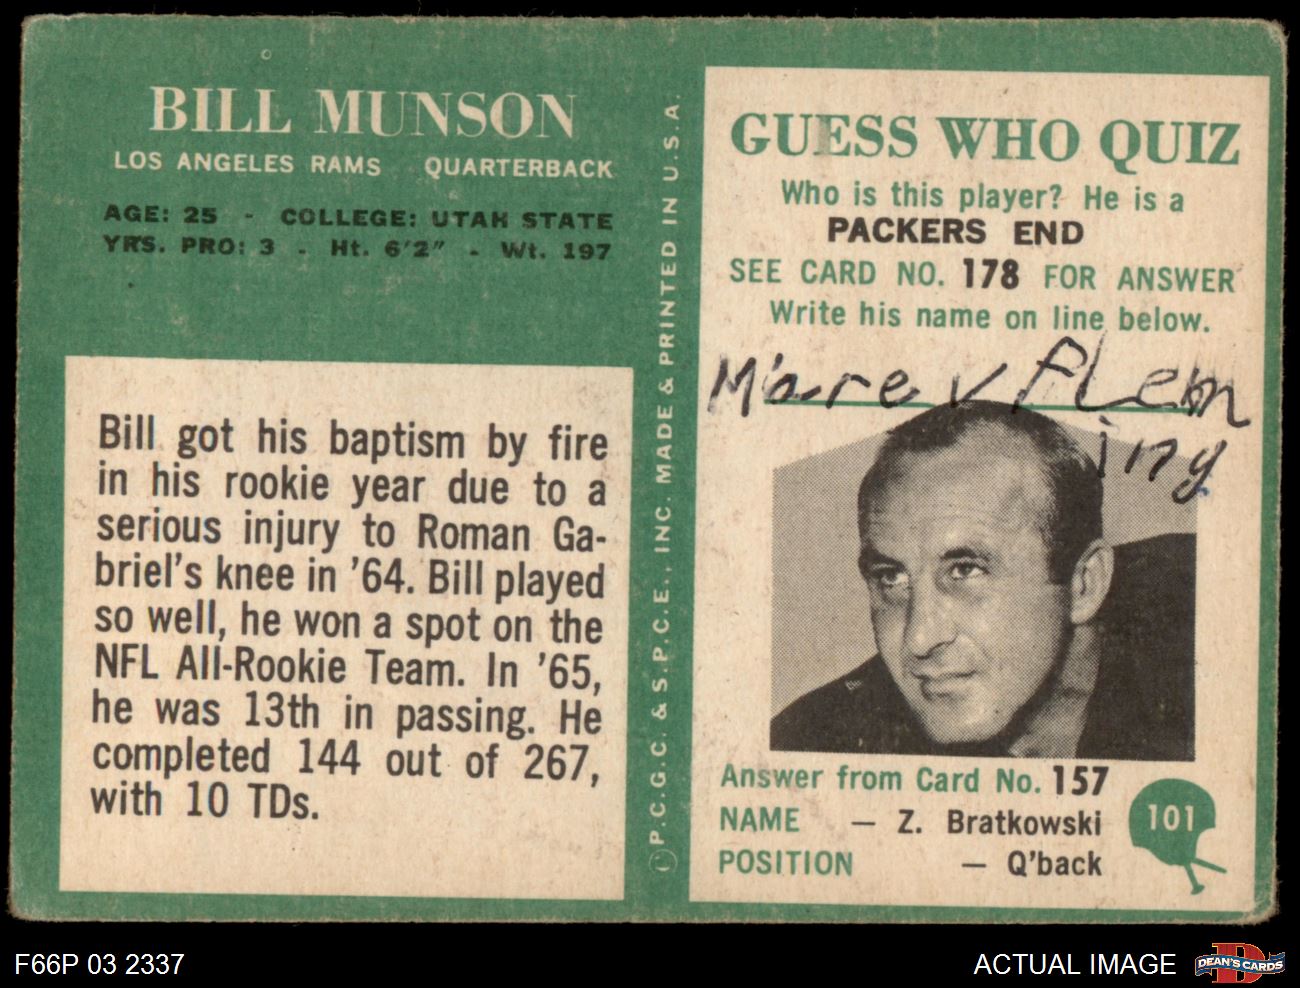 BILL MUNSON
LOS ANGELES RAMS QUARTERBACK
AGE: 25 - COLLEGE: UTAH STATE
YRS. PRO: 3 - Ht. 6'2" - Wt. 197
Bill got his baptism by fire
in his rookie year due to a
serious injury to Roman Ga-
briel's knee in '64. Bill played
so well, he won a spot on the
NFL All-Rookie Team. In '65,
he was 13th in passing. He
completed 144 out of 267,
with 10 TDs.
©P.C.G.C. & S.P.C.E., INC. MADE & PRINTED IN U.S.A.
GUESS WHO QUIZ
Who is this player? He is a
PACKERS END
SEE CARD NO. 178 FOR ANSWER
Write his name on line below.
Marev flem
ing
Answer from Card No. 157
NAME — Z. Bratkowski
POSITION — Q'back
101
F66P 03 2337
ACTUAL IMAGE
DEAN'S CARDS